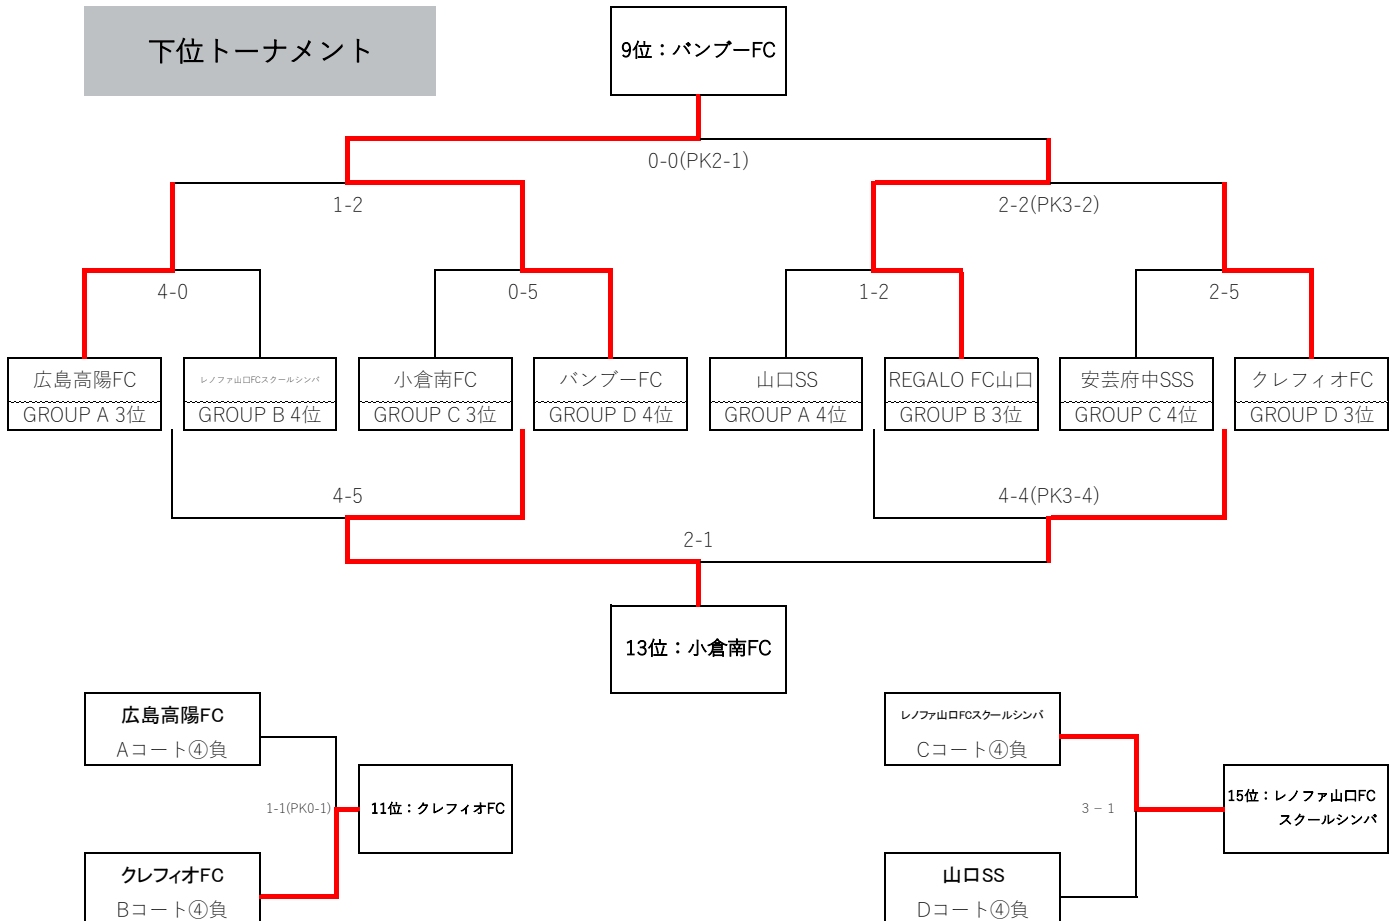 下位トーナメント
9位：バンブーFC
0-0(PK2-1)
1-2
2-2(PK3-2)
4-0
0-5
1-2
2-5
広島高陽FC
レノファ山口FCスクールシンバ
小倉南FC
バンブーFC
山口SS
REGALO FC山口
安芸府中SSS
クレフィオFC
GROUP A 3位
GROUP B 4位
GROUP C 3位
GROUP D 4位
GROUP A 4位
GROUP B 3位
GROUP C 4位
GROUP D 3位
4-5
4-4(PK3-4)
2-1
13位：小倉南FC
広島高陽FC
Aコート④負
1-1(PK0-1)
11位：クレフィオFC
クレフィオFC
Bコート④負
レノファ山口FCスクールシンバ
Cコート④負
3－1
15位：レノファ山口FC
スクールシンバ
山口SS
Dコート④負